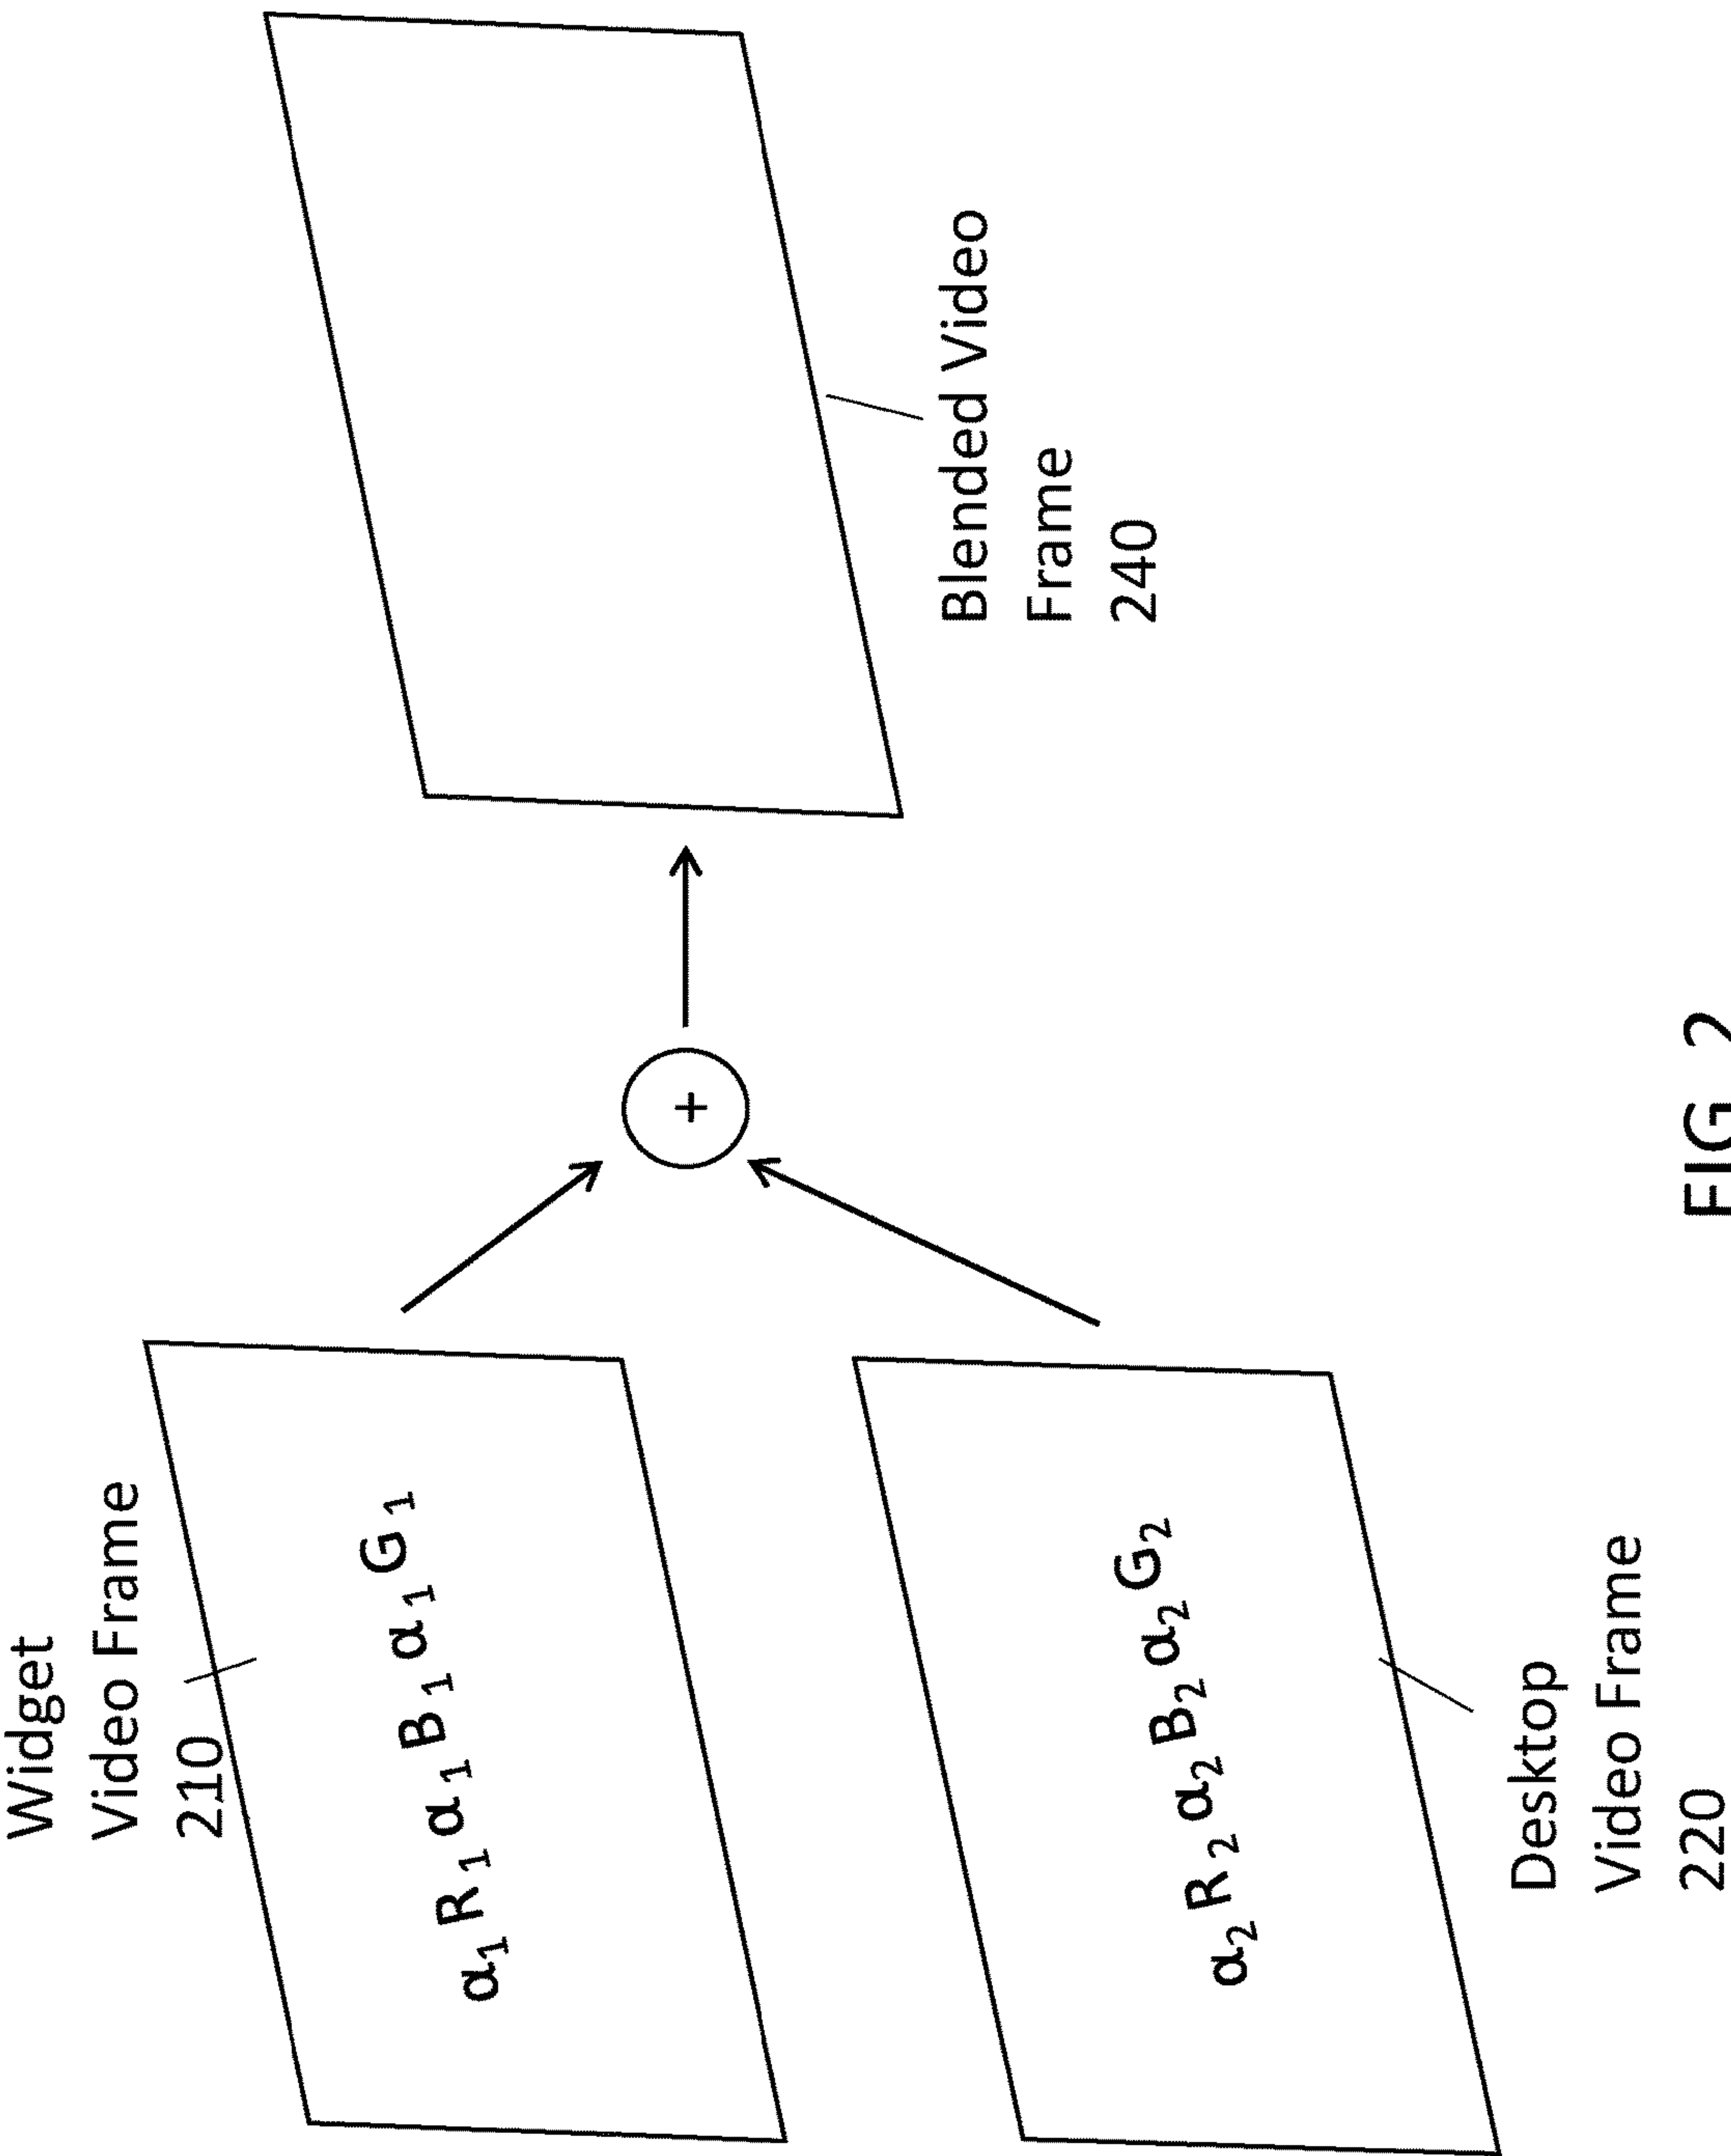 Widget
Video Frame
210
α₁ R₁ α₁ B₁ α₁ G₁
α₂ R₂ α₂ B₂ α₂ G₂
Desktop
Video Frame
220
+
Blended Video
Frame
240
FIG. 2